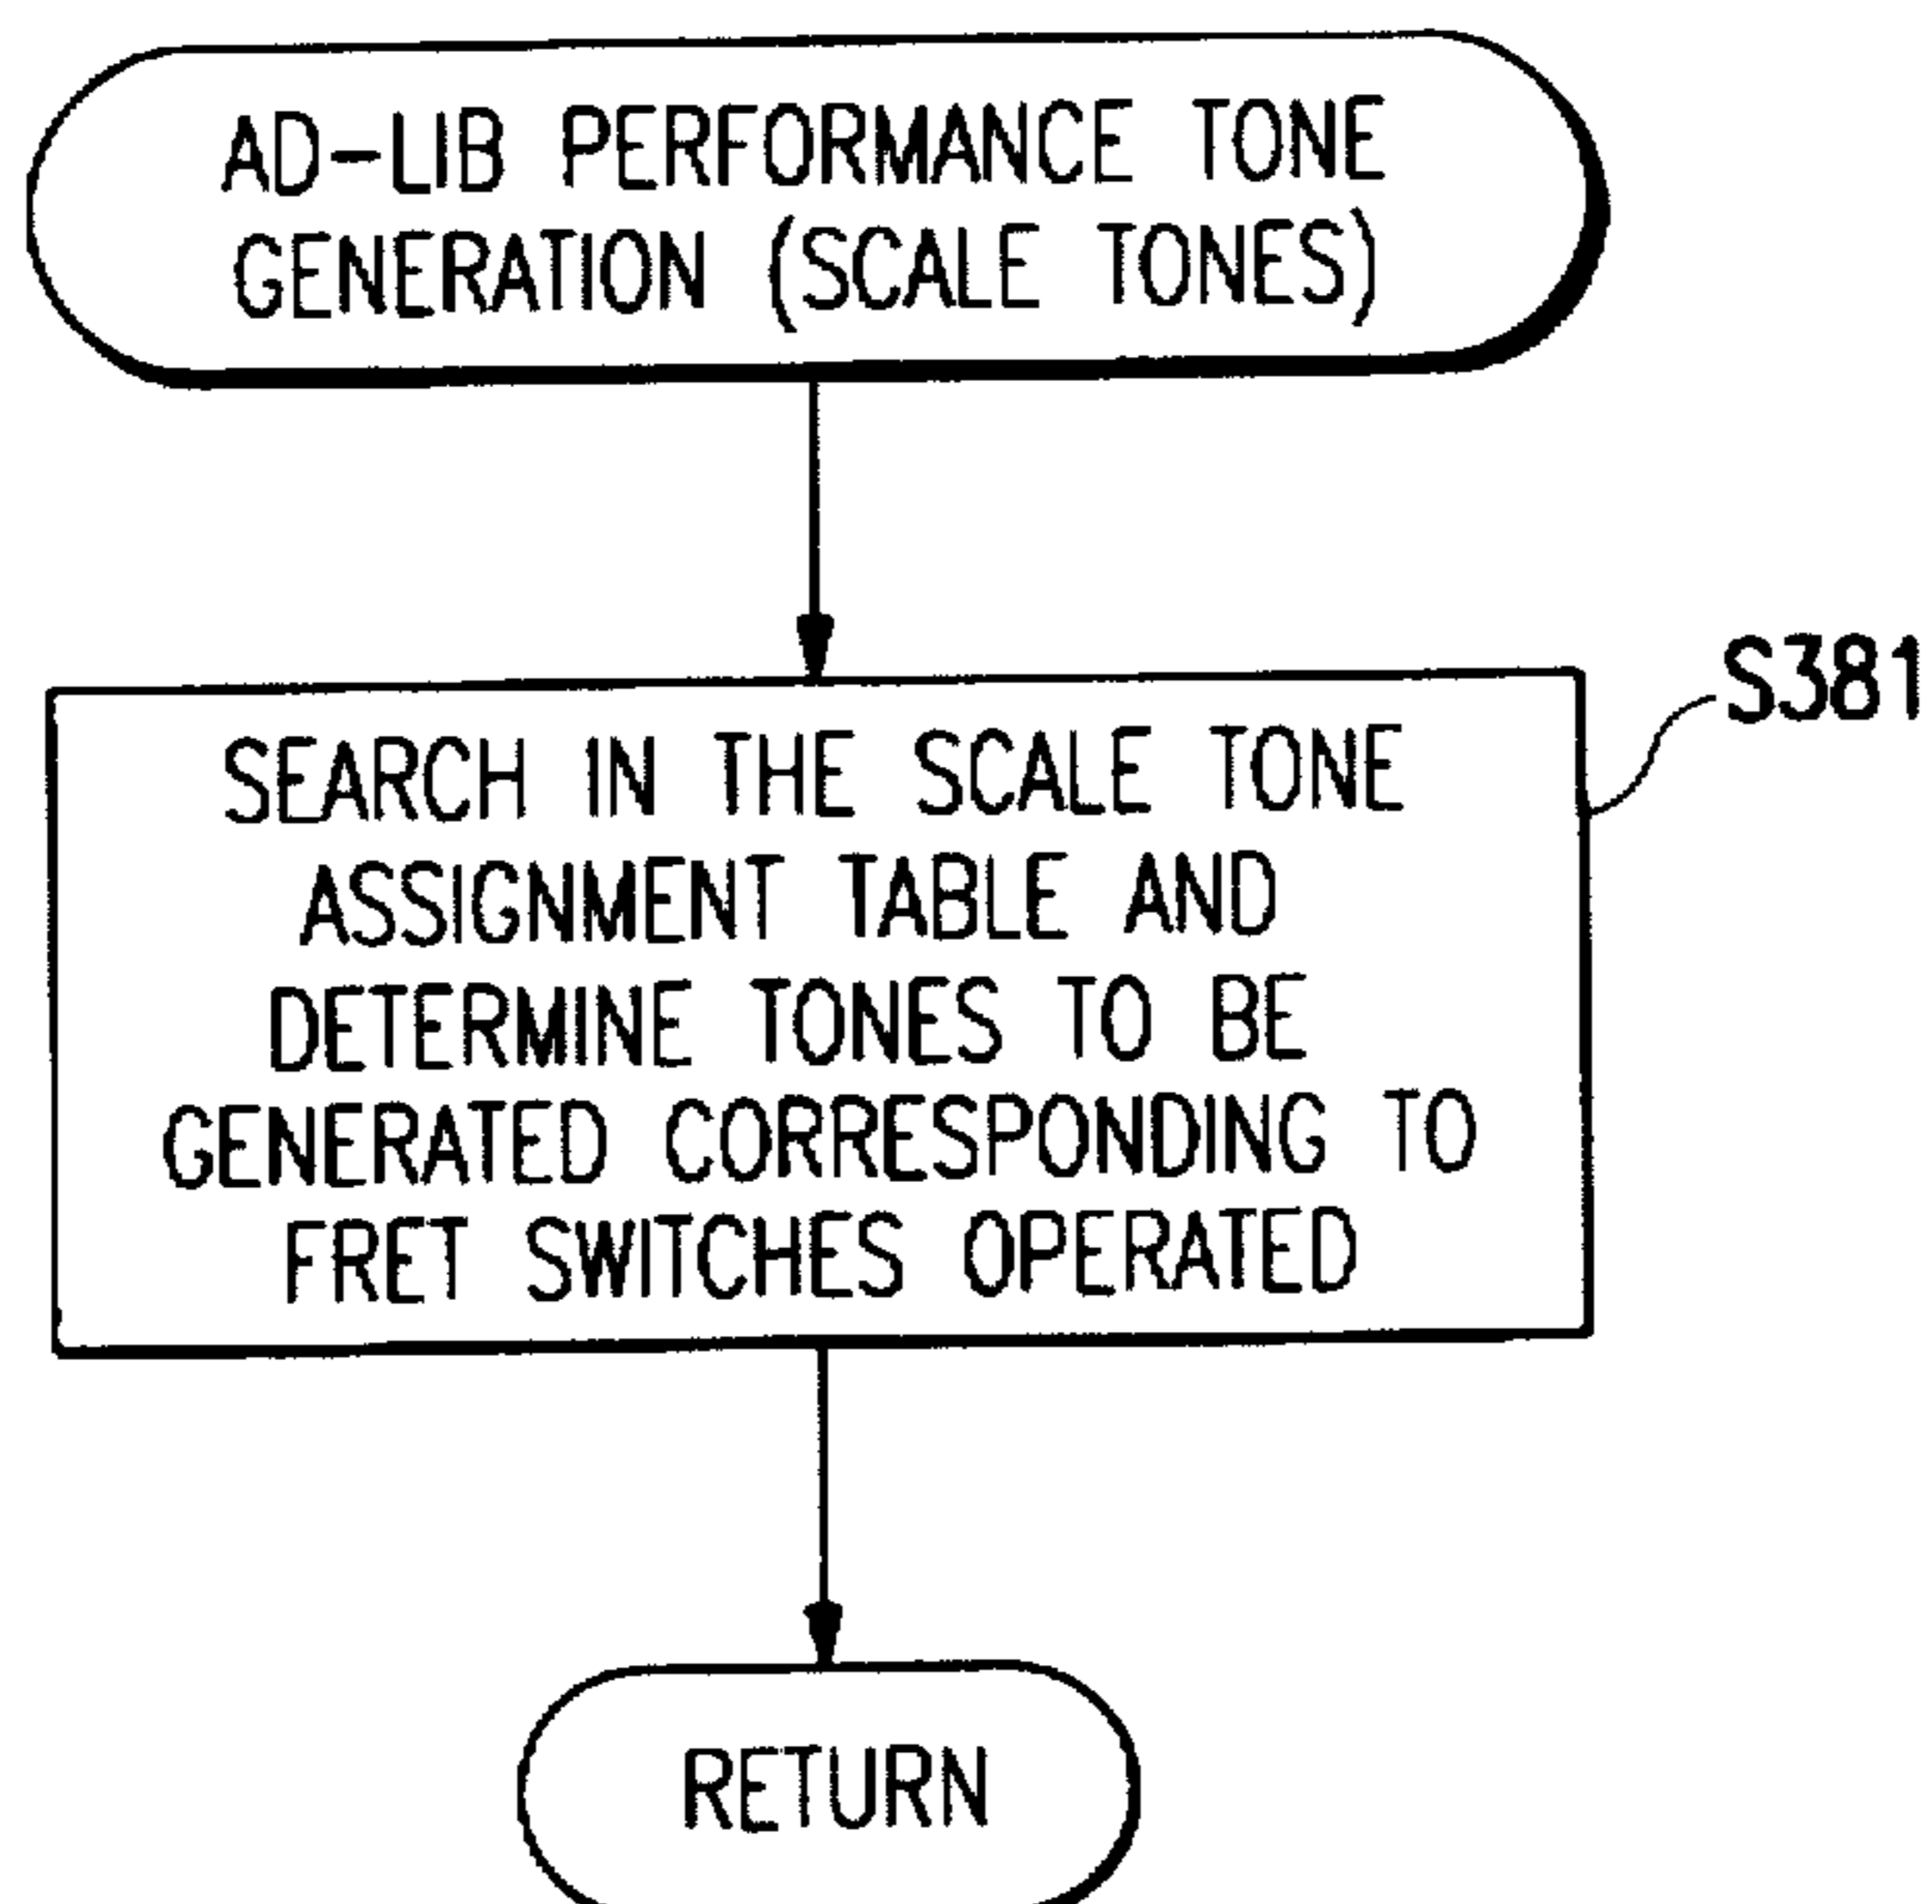 AD-LIB PERFORMANCE TONE
GENERATION (SCALE TONES)
S381
SEARCH IN THE SCALE TONE
ASSIGNMENT TABLE AND
DETERMINE TONES TO BE
GENERATED CORRESPONDING TO
FRET SWITCHES OPERATED
RETURN